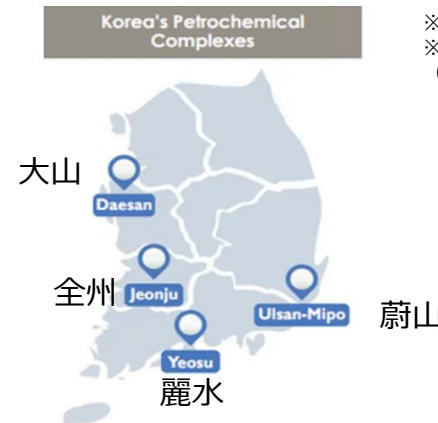 Korea's Petrochemical
Complexes
※
※
(
大山
Daesan
全州
Jeonju
Ulsan-Mipo
蔚山
Yeosu
麗水